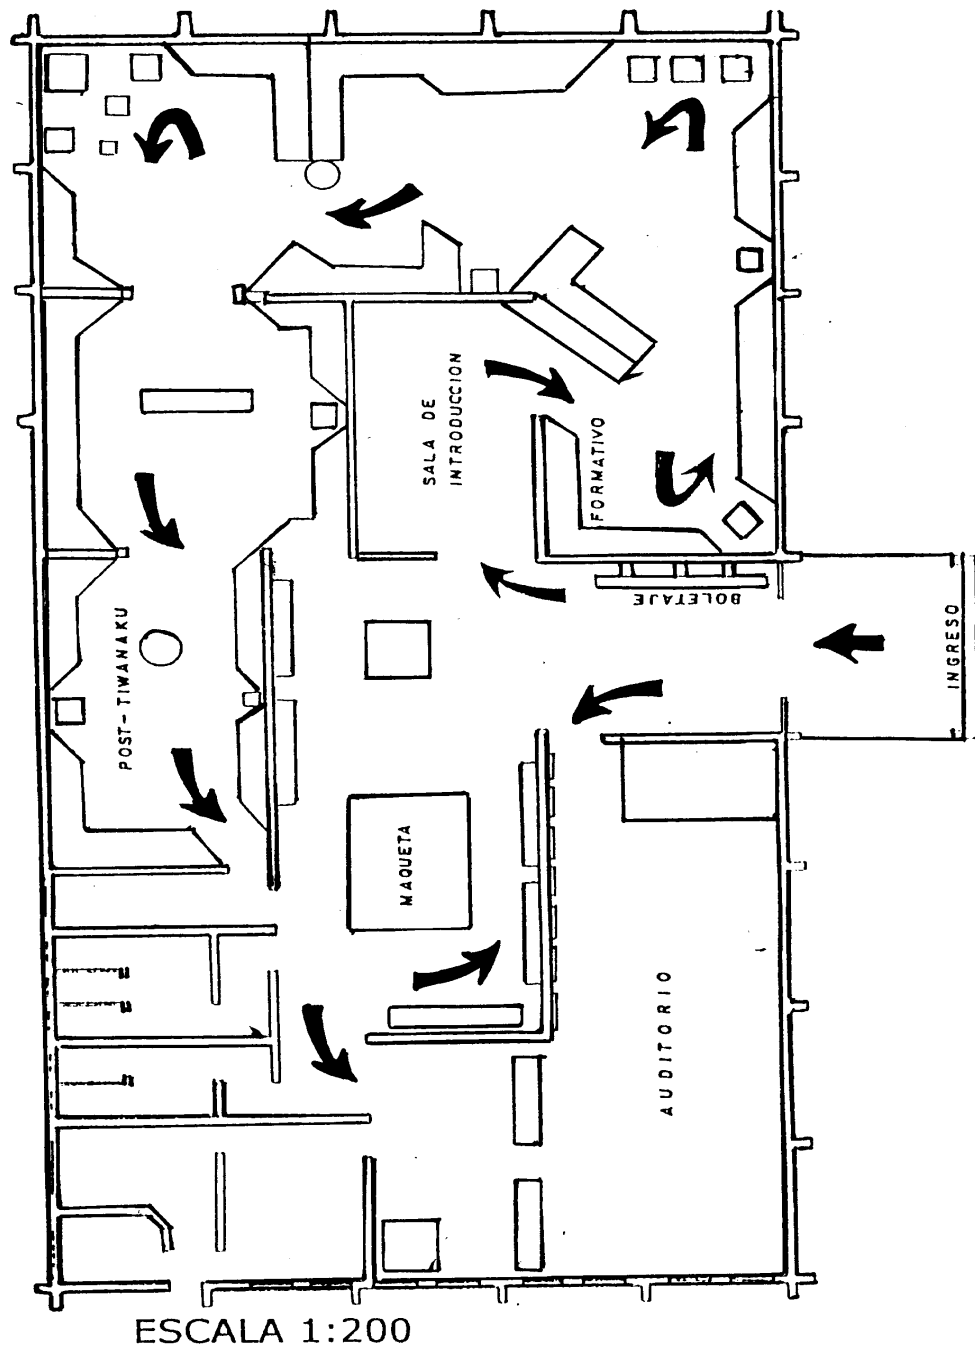 SALA DE
INTRODUCCION
FORMATIVO
BOLETAJE
INGRESO
POST-TIWANAKU
MAQUETA
AUDITORIO
ESCALA 1:200